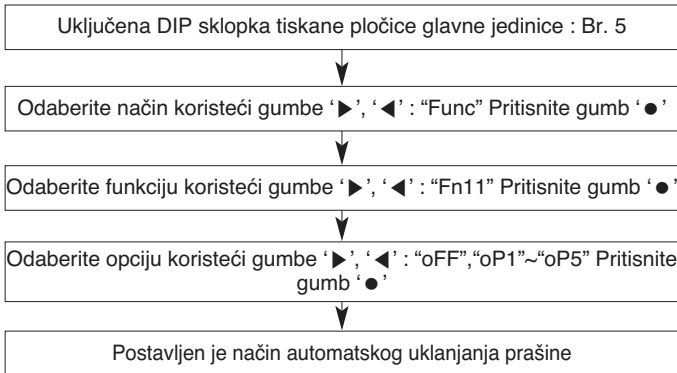 Uključena DIP sklopka tiskane pločice glavne jedinice : Br. 5
Odaberite način koristeći gumbe ‘▶’, ‘◀’ : “Func” Pritisnite gumb ‘●’
Odaberite funkciju koristeći gumbe ‘▶’, ‘◀’ : “Fn11” Pritisnite gumb ‘●’
Odaberite opciju koristeći gumbe ‘▶’, ‘◀’ : “oFF”,“oP1”~“oP5” Pritisnite
gumb ‘●’
Postavljen je način automatskog uklanjanja prašine